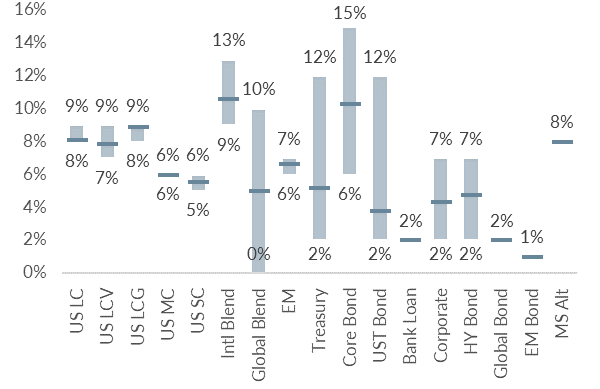 16%
14%
12%
10%
8%
6%
4%
2%
0%
9%
8%
9%
7%
9%
8%
6%
6%
6%
5%
13%
9%
10%
0%
7%
6%
12%
2%
15%
6%
12%
2%
2%
7%
2%
7%
2%
2%
1%
8%
US LC
US LCV
US LCG
US MC
US SC
Intl Blend
Global Blend
EM
Treasury
Core Bond
UST Bond
Bank Loan
Corporate
HY Bond
Global Bond
EM Bond
MS Alt